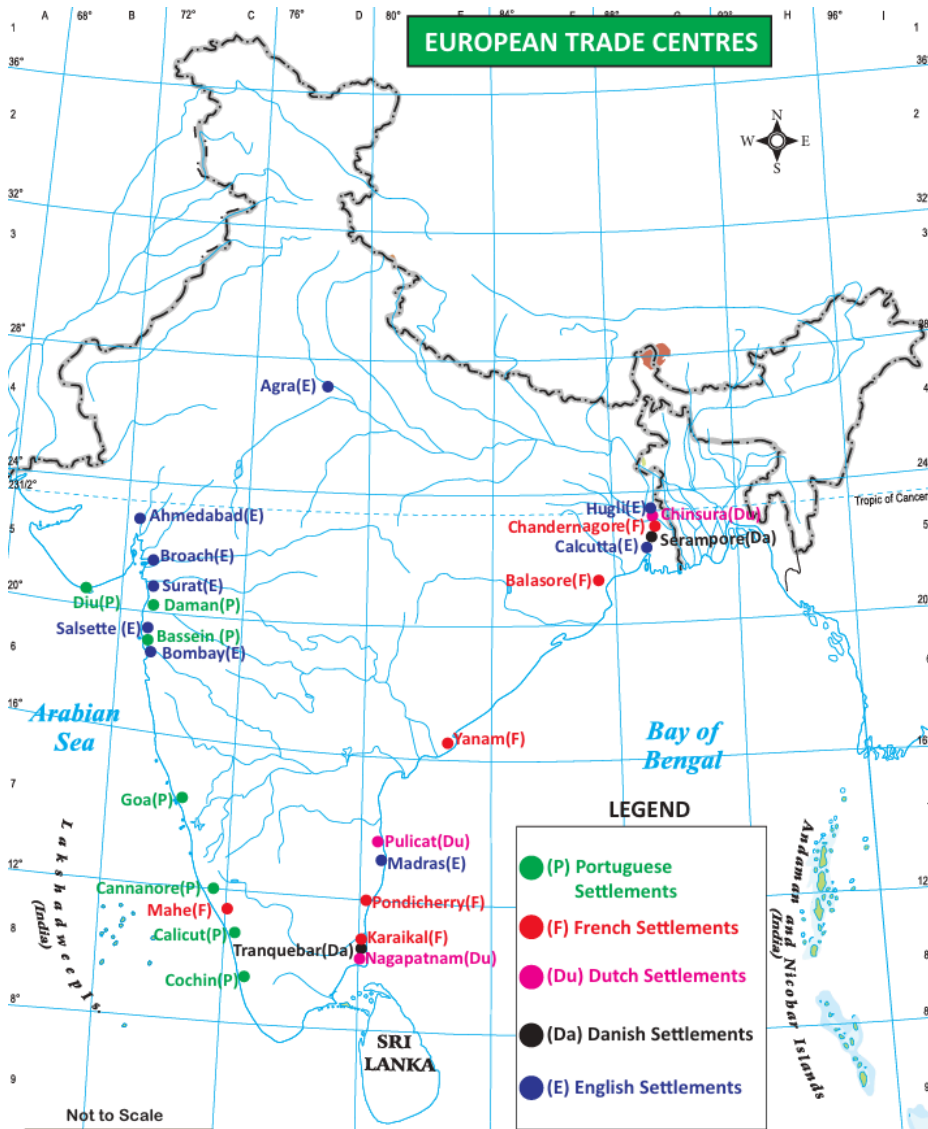 A 68° B 72° C 76° D 80° E 84° F 88° G 92° H 96° I
EUROPEAN TRADE CENTRES
1 1
36° 36°
2 2
N
W E
S
32° 32
3 3
28° 28
Agra(E)
4 4
24° 24
231/2°
Tropic of Cancer
Hugli(E)
Chinsura(Du)
Ahmedabad(E)
Chandernagore(F)
5 5
Serampore(Da)
Calcutta(E)
Broach(E)
Balasore(F)
20° 20
Surat(E)
Diu(P)
Daman(P)
Salsette (E)
Bassein (P)
6
Bombay(E)
16° 16
Arabian
Sea
Bay of
Bengal
Yanam(F)
7
Goa(P)
LEGEND
(P) Portuguese
Settlements
(F) French Settlements
(Du) Dutch Settlements
(Da) Danish Settlements
(E) English Settlements
Pulicat(Du)
Madras(E)
12° 12
Cannanore(P)
Mahe(F)
Pondicherry(F)
8 8
Calicut(P)
Karaikal(F)
Tranquebar(Da)
Nagapatnam(Du)
Cochin(P)
8° 8
Lakshadweep Is.
(India)
Andaman and Nicobar Islands
(India)
SRI
LANKA
9 9
Not to Scale